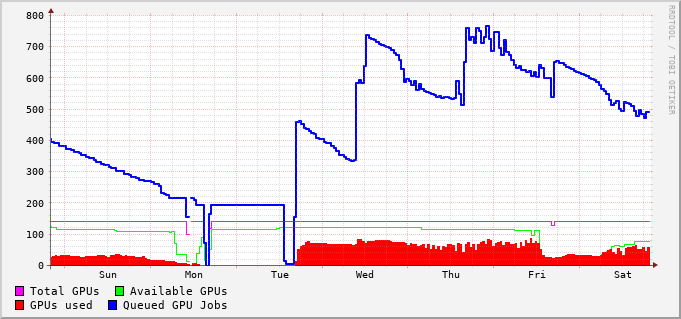 800
700
600
500
400
300
200
100
0
Sun Mon Tue Wed Thu Fri Sat
Total GPUs Available GPUs
GPUs used Queued GPU Jobs
RRDTOOL / TOBI OETIKER